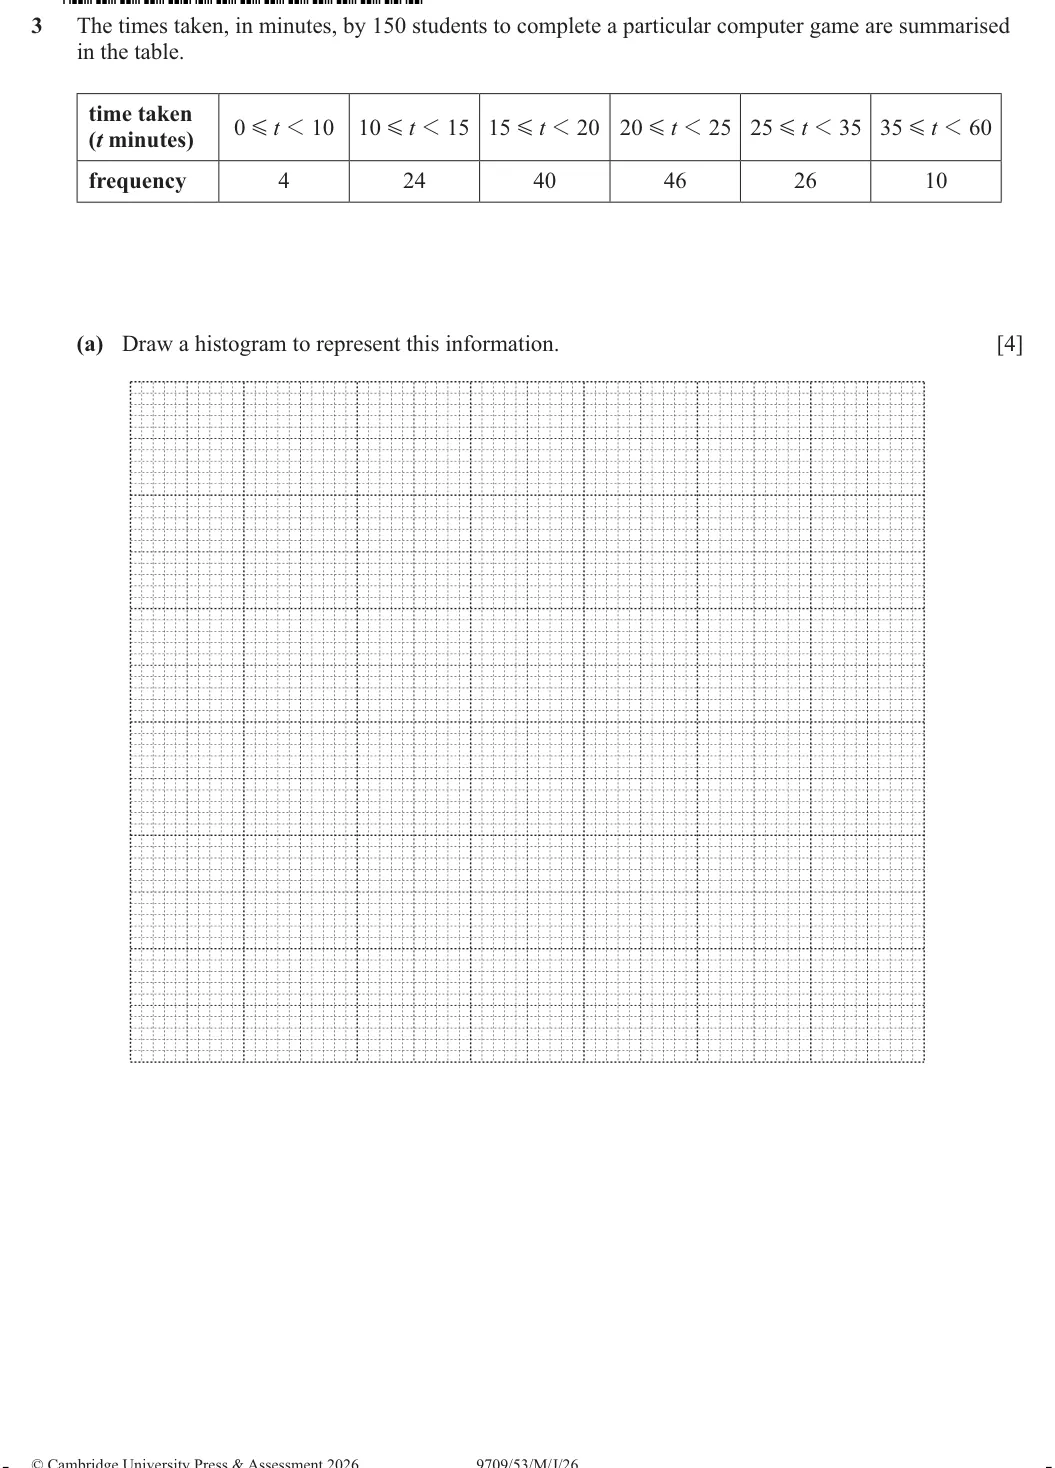 3 The times taken, in minutes, by 150 students to complete a particular computer game are summarised
in the table.
time taken
(t minutes) 0 ⩽ t < 10 10 ⩽ t < 15 15 ⩽ t < 20 20 ⩽ t < 25 25 ⩽ t < 35 35 ⩽ t < 60
frequency 4 24 40 46 26 10
(a) Draw a histogram to represent this information. [4]
© Cambridge University Press & Assessment 2026 9709/53/M/J/26